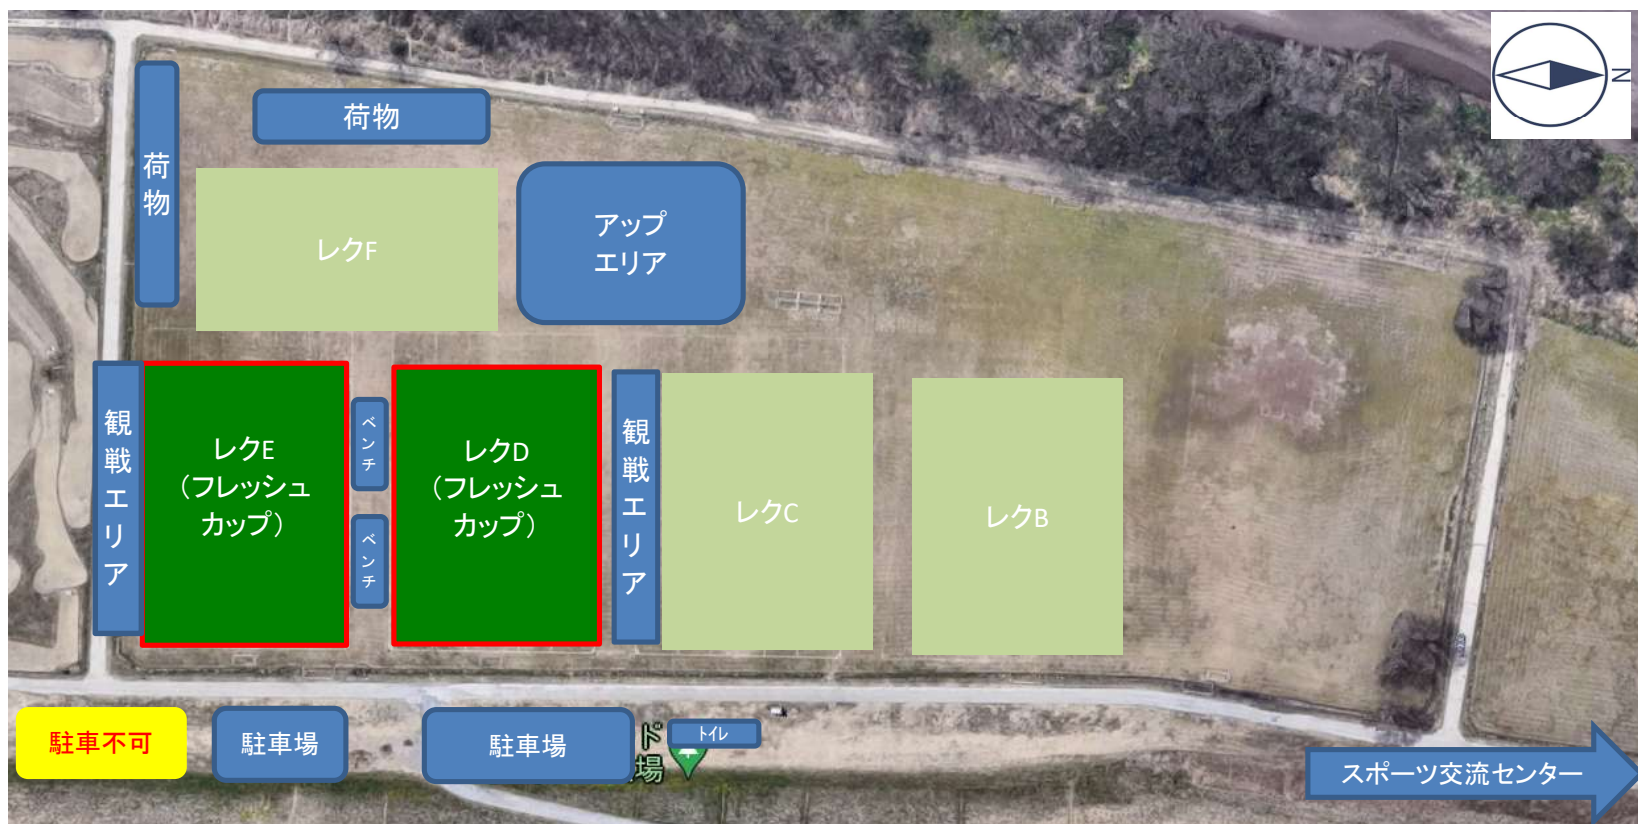 N
荷物
荷物
レクF
アップ
エリア
観戦エリア
レクE
（フレッシュ
カップ）
ベンチ
ベンチ
レクD
（フレッシュ
カップ）
観戦エリア
レクC
レクB
駐車不可
駐車場
駐車場
ド
場
トイレ
スポーツ交流センター